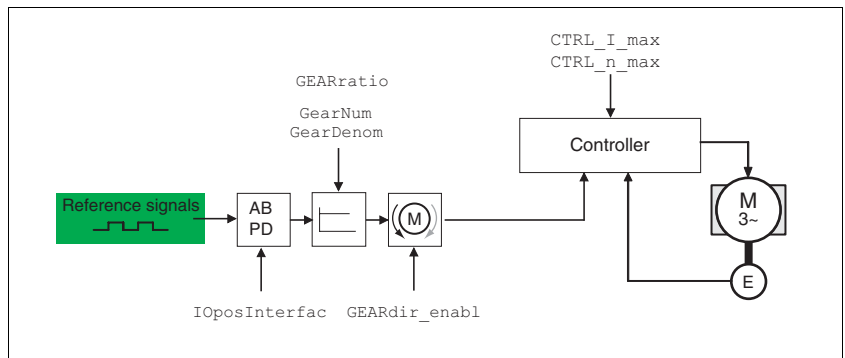 CTRL_I_max
CTRL_n_max
GEARratio
GearNum
GearDenom
Controller
Reference signals
AB
PD
M
M
3~
E
IOposInterfac
GEARdir_enabl